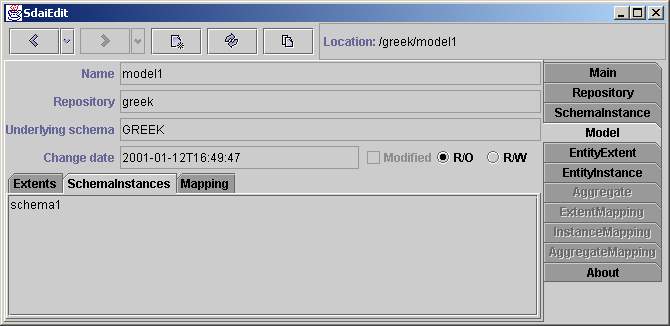 SdaiEdit
Location: /greek/model1
Name model1
Repository greek
Underlying schema GREEK
Change date 2001-01-12T16:49:47 Modified R/O R/W
Extents SchemaInstances Mapping
schema1
Main
Repository
SchemaInstance
Model
EntityExtent
EntityInstance
Aggregate
ExtentMapping
InstanceMapping
AggregateMapping
About